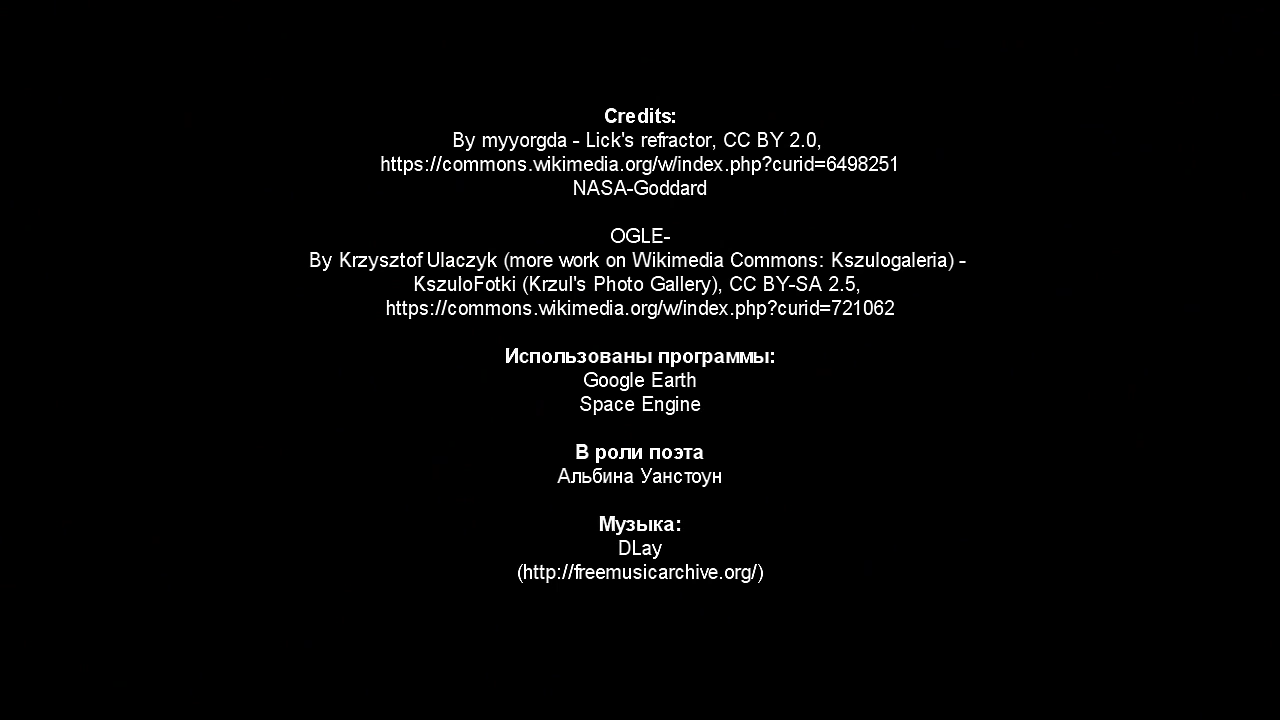 Credits:
By myyorgda - Lick's refractor, CC BY 2.0,
https://commons.wikimedia.org/w/index.php?curid=6498251
NASA-Goddard
OGLE-
By Krzysztof Ulaczyk (more work on Wikimedia Commons: Kszulogaleria) -
KszuloFotki (Krzul's Photo Gallery), CC BY-SA 2.5,
https://commons.wikimedia.org/w/index.php?curid=721062
Использованы программы:
Google Earth
Space Engine
В роли поэта
Альбина Уанстоун
Музыка:
DLay
(http://freemusicarchive.org/)